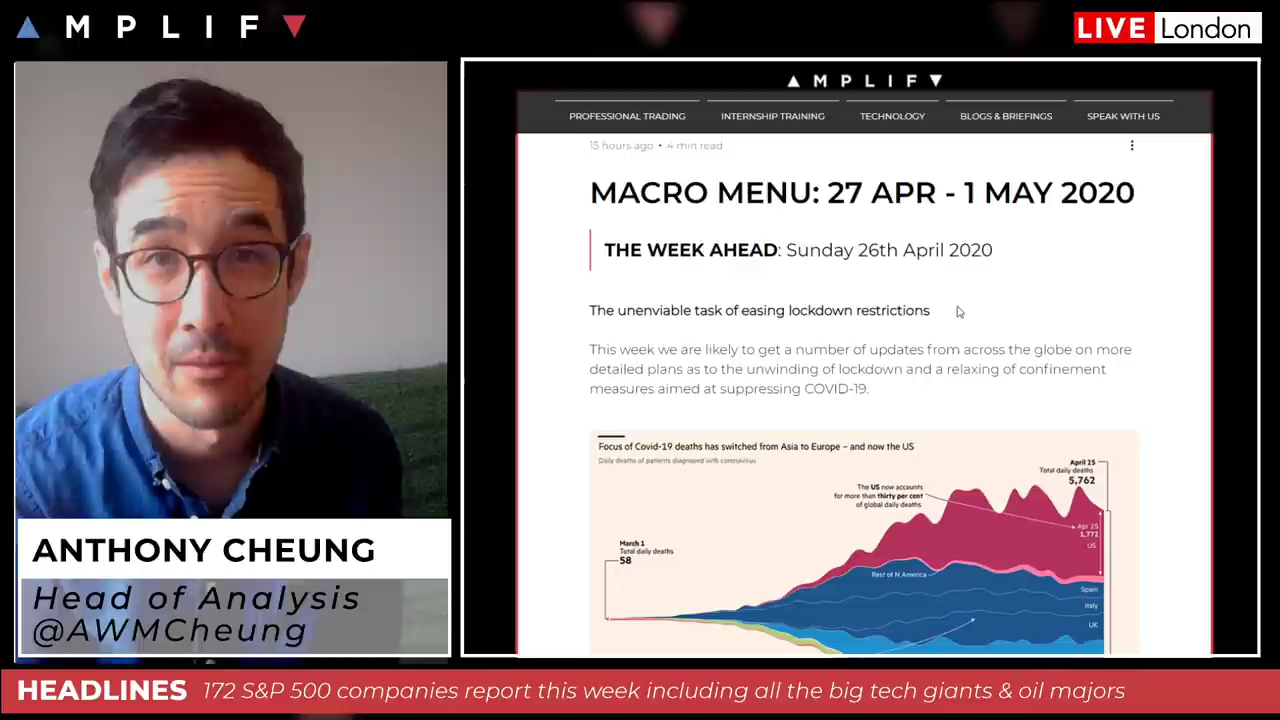 AMPLIFY
LIVE London
AMPLIFY
PROFESSIONAL TRADING
INTERNSHIP TRAINING
TECHNOLOGY
BLOGS & BRIEFINGS
SPEAK WITH US
15 hours ago • 4 min read
MACRO MENU: 27 APR - 1 MAY 2020
THE WEEK AHEAD: Sunday 26th April 2020
The unenviable task of easing lockdown restrictions
This week we are likely to get a number of updates from across the globe on more
detailed plans as to the unwinding of lockdown and a relaxing of confinement
measures aimed at suppressing COVID-19.
Focus of Covid-19 deaths has switched from Asia to Europe – and now the US
Daily deaths of patients diagnosed with coronavirus
April 25
Total daily deaths
5,762
The US now accounts
for more than thirty per cent
of global daily deaths
Apr 25
1,772
US
March 1
Total daily deaths
58
Rest of N America
Spain
Italy
UK
ANTHONY CHEUNG
Head of Analysis
@AWMCheung
HEADLINES 172 S&P 500 companies report this week including all the big tech giants & oil majors